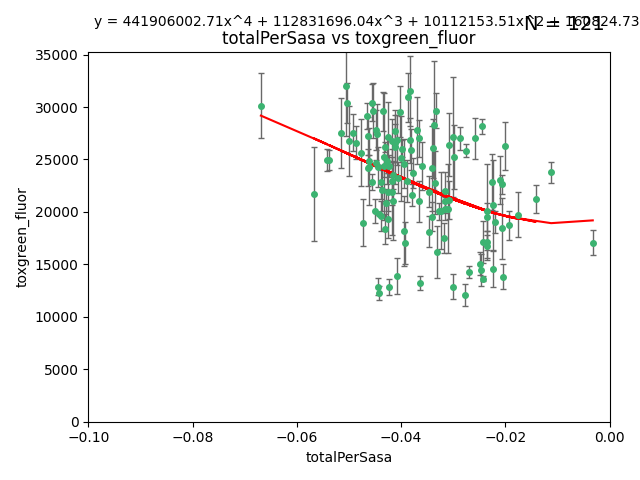 y = 441906002.71x^4 + 112831696.04x^3 + 10112153.51x^2 +
N = 121
totalPerSasa vs toxgreen_fluor
35000
30000
25000
20000
15000
10000
5000
0
toxgreen_fluor
−0.10
−0.08
−0.06
−0.04
−0.02
0.00
totalPerSasa